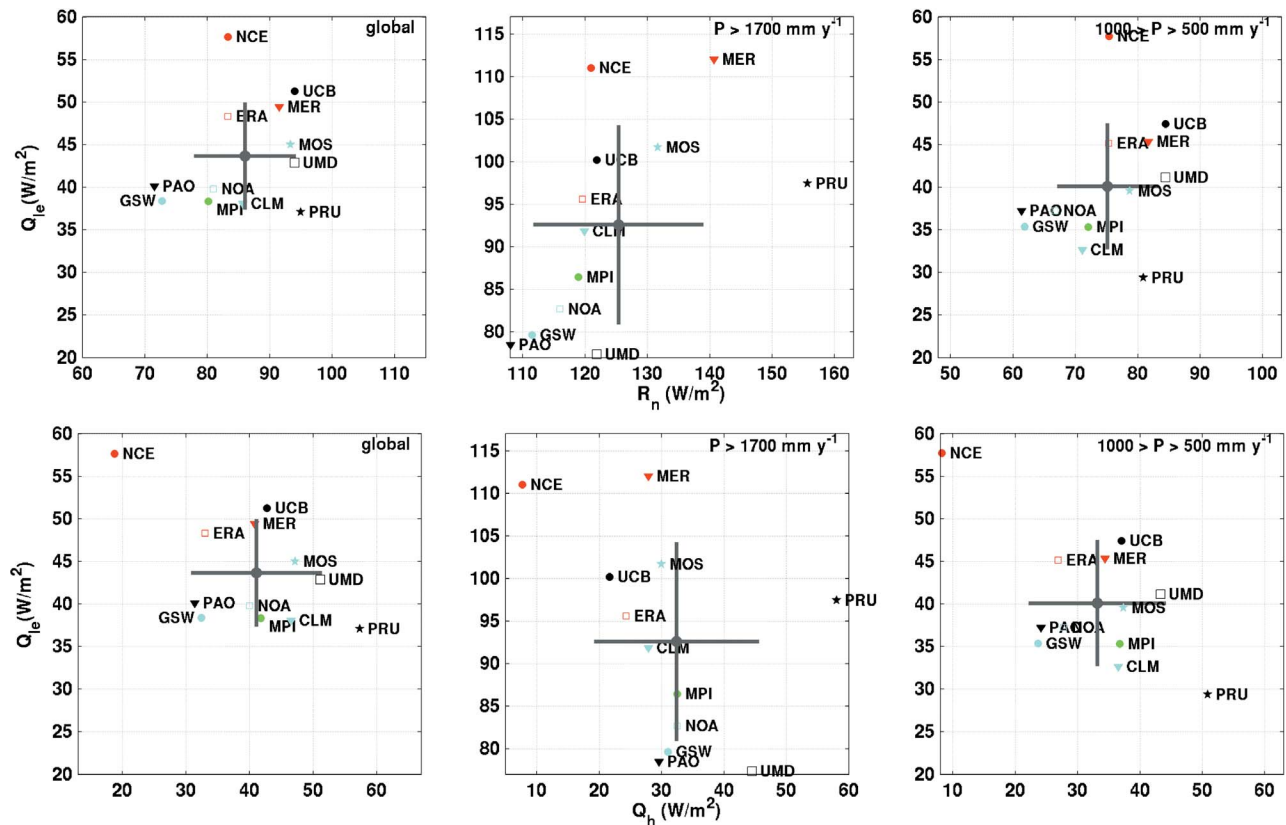 60
55
50
45
40
35
30
25
20
Q_le(W/m²)
global
NCE
UCB
MER
ERA
MOS
UMD
PAO
NOA
GSW
MPI
CLM
PRU
60 70 80 90 100 110
115
110
105
100
95
90
85
80
P > 1700 mm y⁻¹
NCE
MER
MOS
UCB
PRU
ERA
CLM
MPI
NOA
GSW
PAO
UMD
110 120 130 140 150 160
R_n (W/m²)
60
55
50
45
40
35
30
25
20
1000 > P > 500 mm y⁻¹
NCE
UCB
ERA
MER
UMD
MOS
PAO
NOA
GSW
MPI
CLM
PRU
50 60 70 80 90 100
60
55
50
45
40
35
30
25
20
Q_le(W/m²)
global
NCE
UCB
MER
ERA
MOS
UMD
PAO
NOA
GSW
MPI
CLM
PRU
20 30 40 50 60
115
110
105
100
95
90
85
80
P > 1700 mm y⁻¹
MER
NCE
MOS
UCB
PRU
ERA
CLM
MPI
NOA
GSW
PAO
UMD
10 20 30 40 50 60
Q_h (W/m²)
60
55
50
45
40
35
30
25
20
1000 > P > 500 mm y⁻¹
NCE
UCB
ERA
MER
UMD
MOS
PAO
NOA
GSW
MPI
CLM
PRU
10 20 30 40 50 60